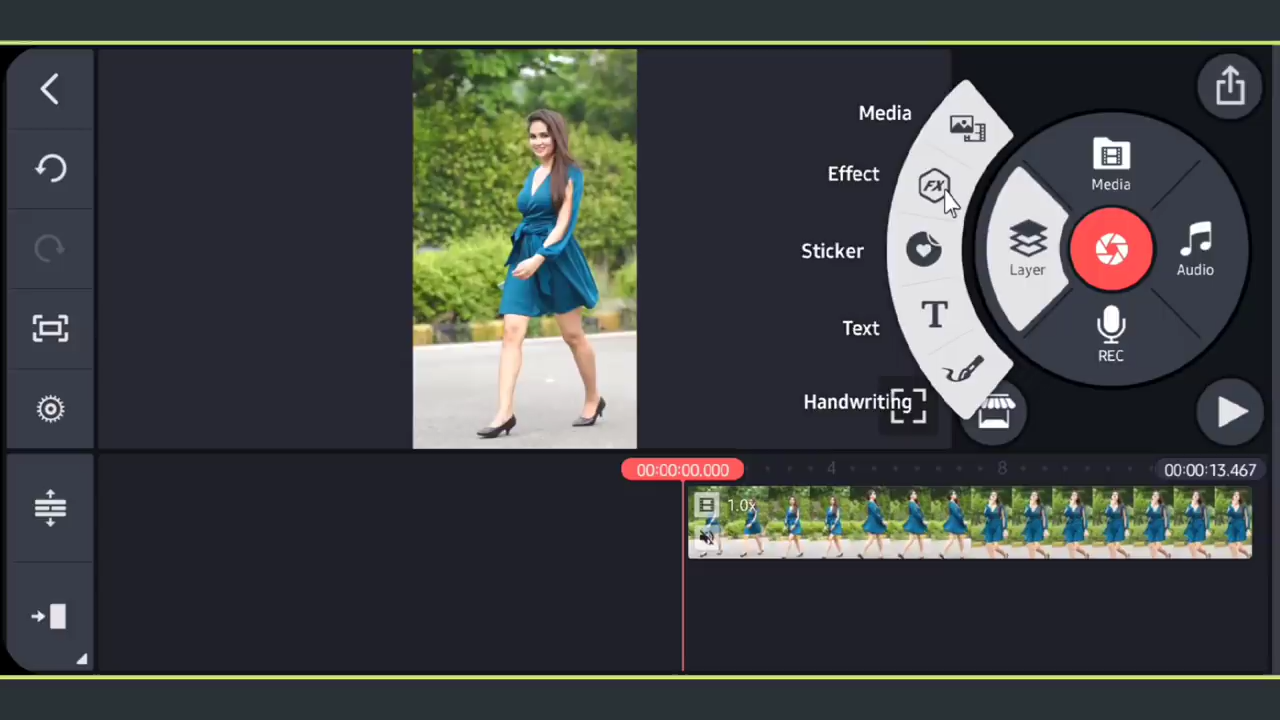 Media
Effect
Sticker
Text
Handwriting
FX
T
Media
Layer
Audio
REC
00:00:00.000
4
8
00:00:13.467
1.0x